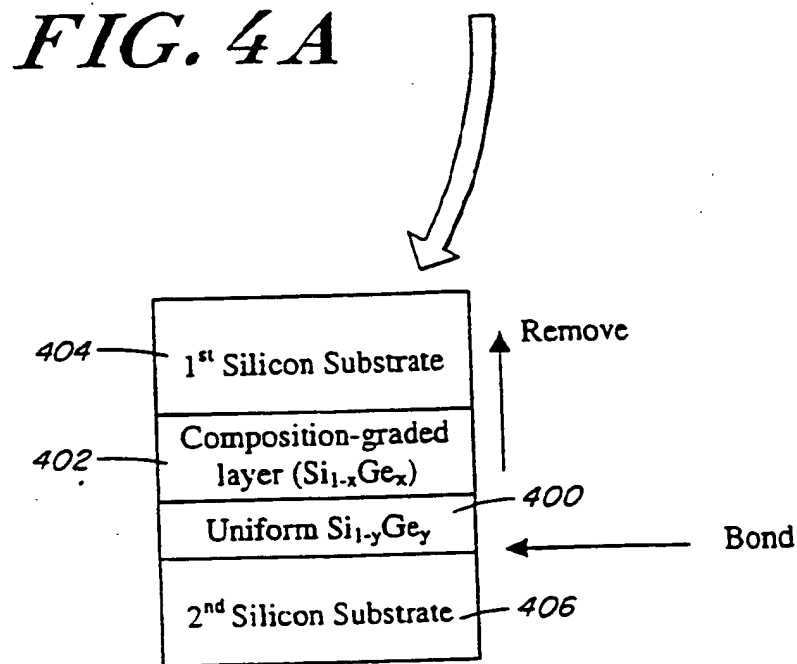 FIG. 4A
Remove
404
1st Silicon Substrate
Composition-graded
layer (Si1-xGex)
402
400
Uniform Si1-yGey
Bond
2nd Silicon Substrate
406